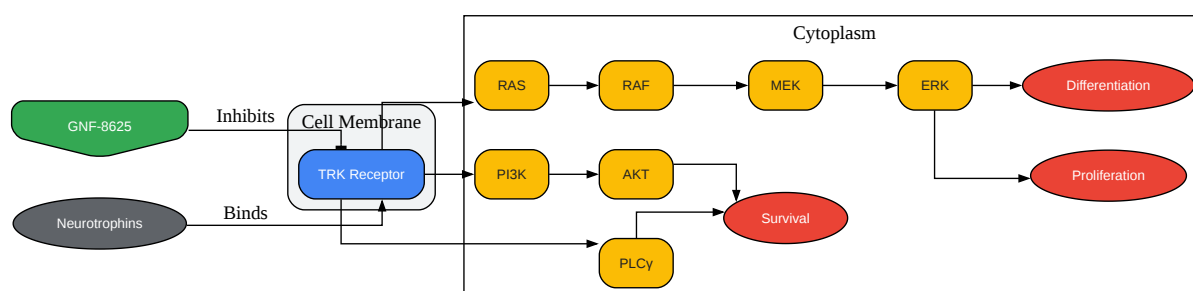 Cytoplasm
RAS
RAF
MEK
ERK
Differentiation
GNF-8625
Inhibits
Cell Membrane
TRK Receptor
PI3K
AKT
Proliferation
Neurotrophins
Binds
Survival
PLCγ